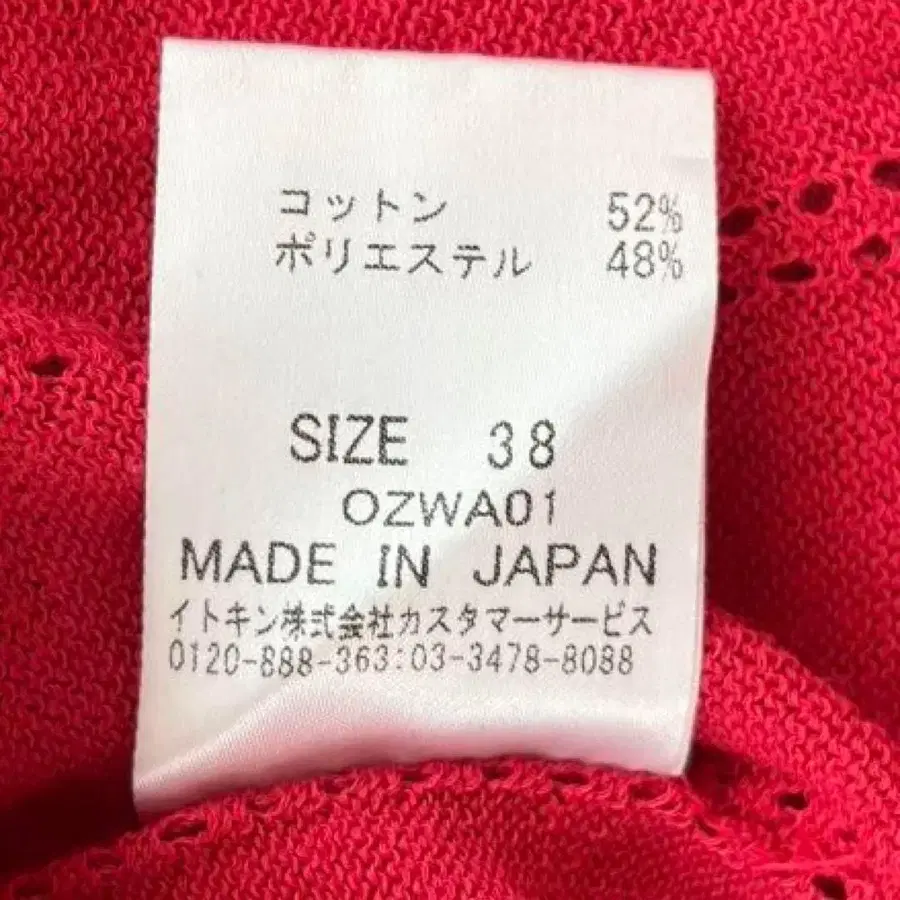 コットン 52%
ポリエステル 48%
SIZE 38
OZWA01
MADE IN JAPAN
イトキン株式会社カスタマーサービス
0120-888-363:03-3478-8088